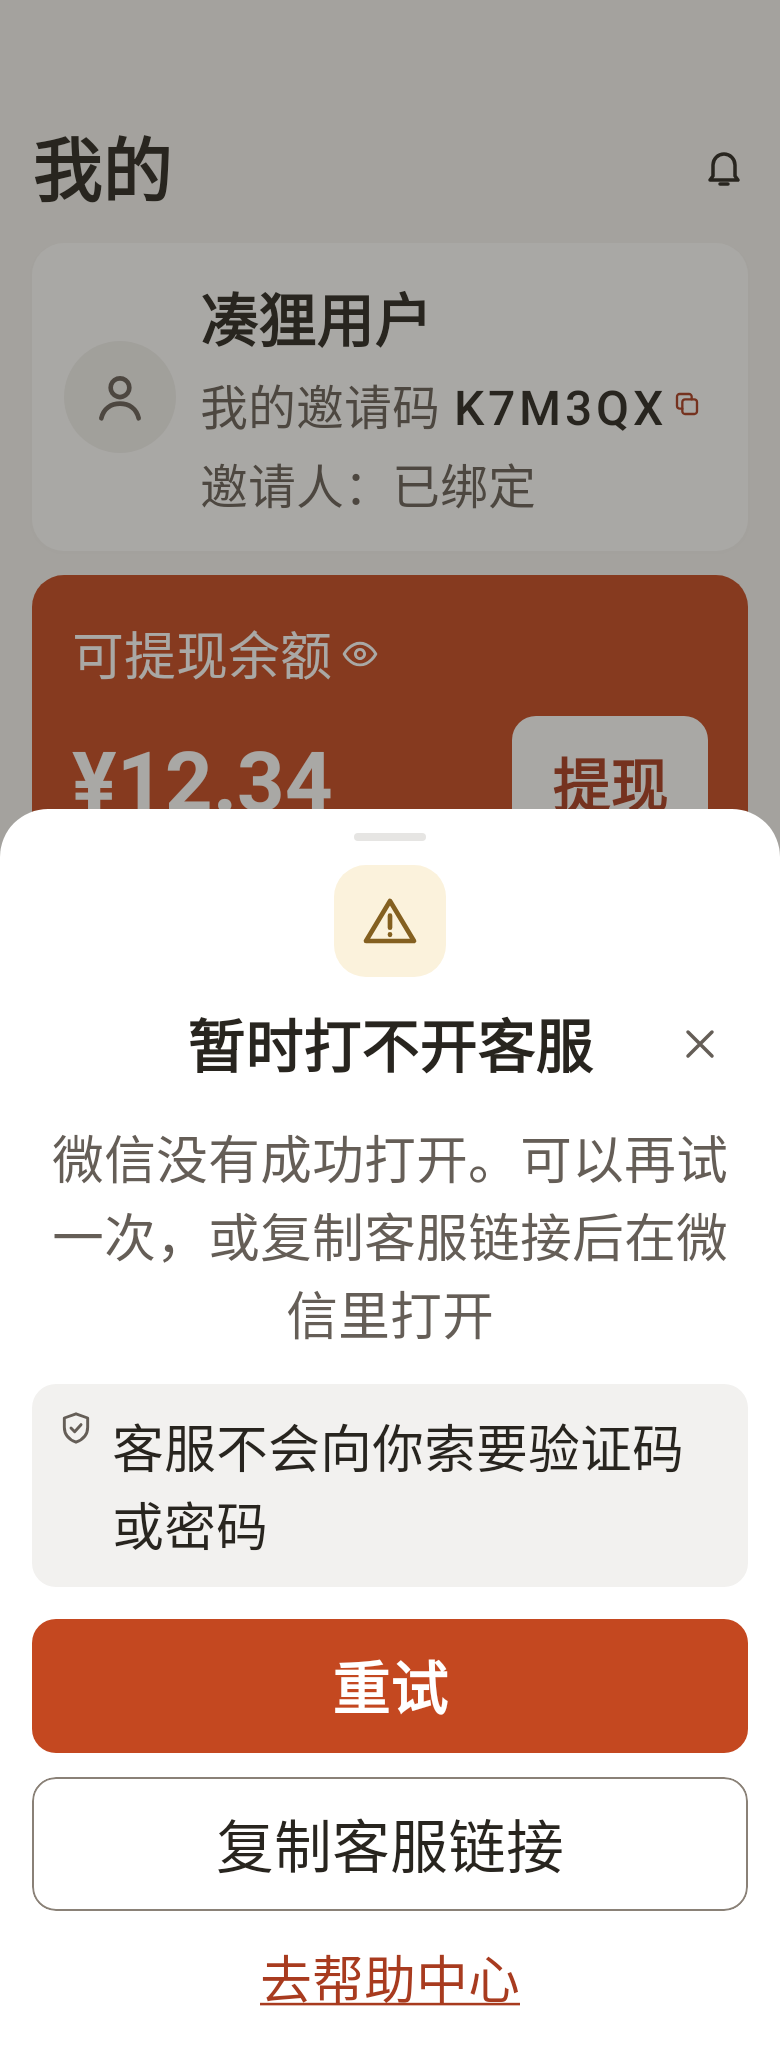 我的
凑狸用户
我的邀请码 K7M3QX
邀请人：已绑定
可提现余额
¥12.34
提现
暂时打不开客服
微信没有成功打开。可以再试
一次，或复制客服链接后在微
信里打开
客服不会向你索要验证码
或密码
重试
复制客服链接
去帮助中心